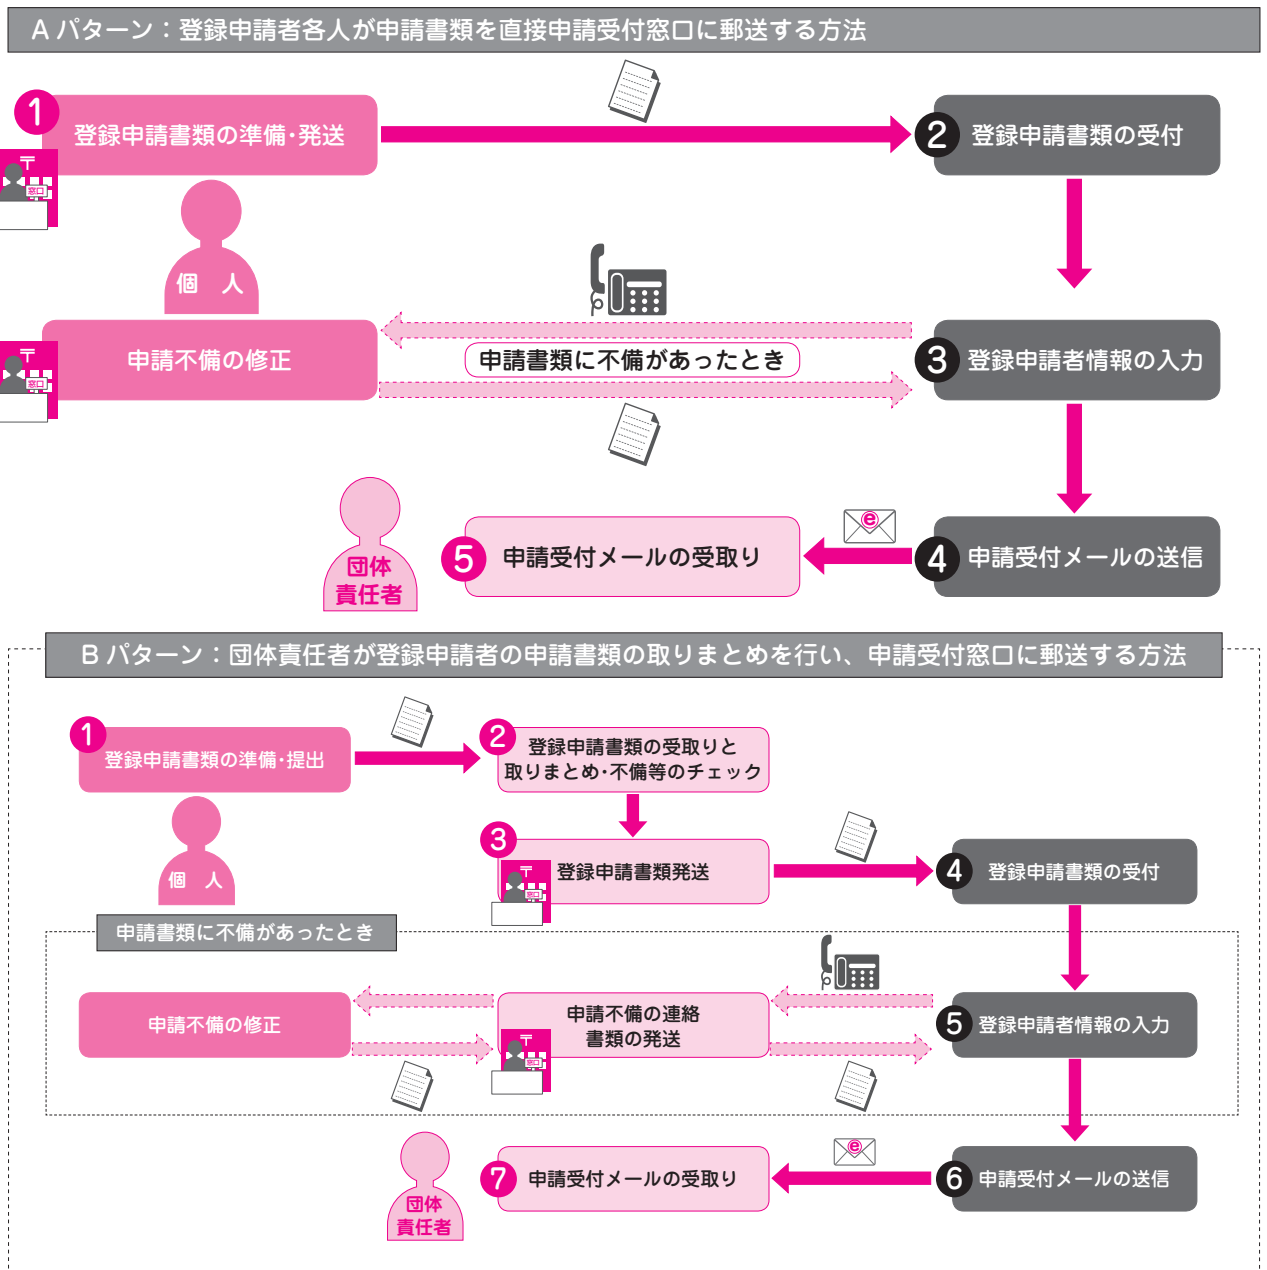 A パターン：登録申請者各人が申請書類を直接申請受付窓口に郵送する方法
1
登録申請書類の準備・発送
2
登録申請書類の受付
〒
窓口
個 人
申請不備の修正
〒
窓口
申請書類に不備があったとき
3
登録申請者情報の入力
団体
責任者
5
申請受付メールの受取り
e
4
申請受付メールの送信
B パターン：団体責任者が登録申請者の申請書類の取りまとめを行い、申請受付窓口に郵送する方法
1
登録申請書類の準備・提出
2
登録申請書類の受取りと
取りまとめ・不備等のチェック
個 人
3
登録申請書類発送
〒
窓口
4
登録申請書類の受付
申請書類に不備があったとき
申請不備の修正
申請不備の連絡
書類の発送
〒
窓口
5
登録申請者情報の入力
団体
責任者
7
申請受付メールの受取り
e
6
申請受付メールの送信